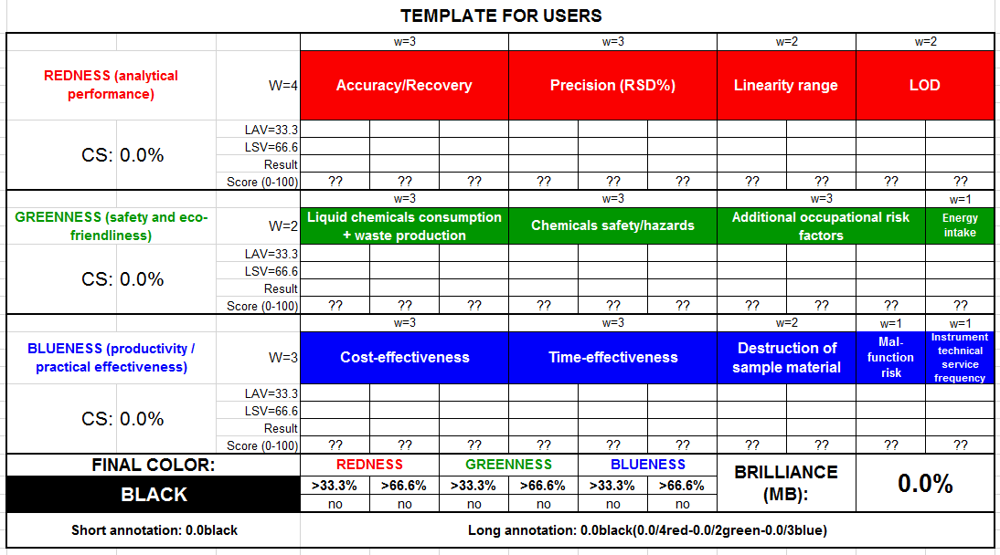 TEMPLATE FOR USERS
w=3 w=3 w=2 w=2
REDNESS (analytical
performance)
W=4
Accuracy/Recovery Precision (RSD%) Linearity range LOD
CS: 0.0%
LAV=33.3
LSV=66.6
Result
Score (0-100) ?? ?? ?? ?? ?? ?? ?? ?? ?? ??
w=3 w=3 w=3 w=1
GREENNESS (safety and eco-
friendliness)
W=2
Liquid chemicals consumption
+ waste production
Chemicals safety/hazards
Additional occupational risk
factors
Energy
intake
CS: 0.0%
LAV=33.3
LSV=66.6
Result
Score (0-100) ?? ?? ?? ?? ?? ?? ?? ?? ?? ??
w=3 w=3 w=2 w=1 w=1
BLUENESS (productivity /
practical effectiveness)
W=3
Cost-effectiveness
Time-effectiveness
Destruction of
sample material
Mal-
function
risk
Instrument
technical
service
frequency
CS: 0.0%
LAV=33.3
LSV=66.6
Result
Score (0-100) ?? ?? ?? ?? ?? ?? ?? ?? ?? ??
FINAL COLOR:
BLACK
REDNESS GREENNESS BLUENESS
>33.3% >66.6% >33.3% >66.6% >33.3% >66.6%
no no no no no no
BRILLIANCE
(MB):
0.0%
Short annotation: 0.0black
Long annotation: 0.0black(0.0/4red-0.0/2green-0.0/3blue)